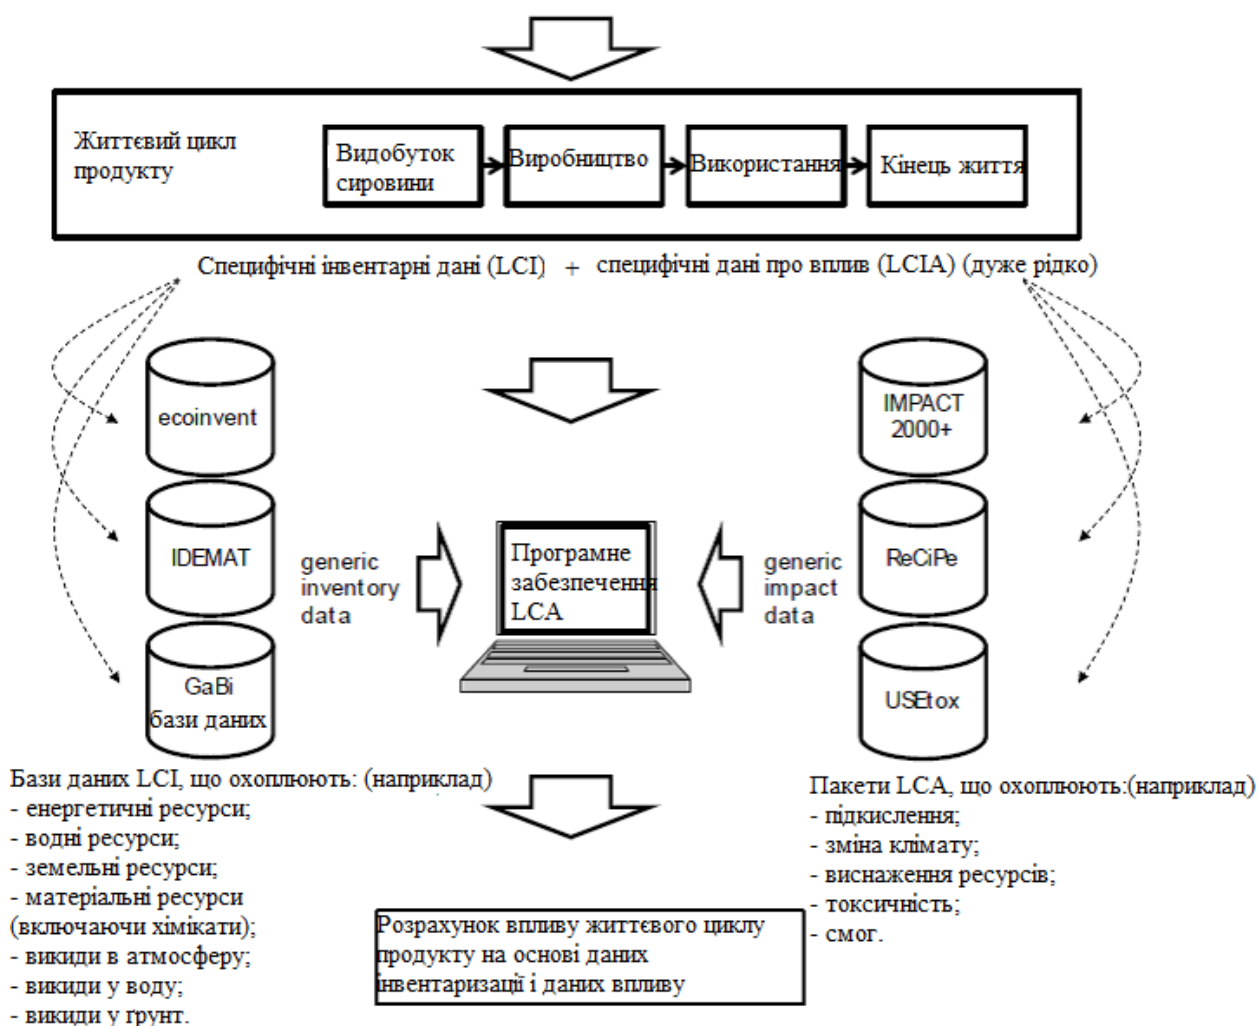 Життєвий цикл
продукту
Видобуток
сировини
Виробництво
Використання
Кінець життя
Специфічні інвентарні дані (LCI) + специфічні дані про вплив (LCIA) (дуже рідко)
ecoinvent
IDEMAT
GaBi
бази даних
generic
inventory
data
Програмне
забезпечення
LCA
generic
impact
data
IMPACT
2000+
ReCiPe
USEtox
Бази даних LCI, що охоплюють: (наприклад)
- енергетичні ресурси;
- водні ресурси;
- земельні ресурси;
- матеріальні ресурси
(включаючи хімікати);
- викиди в атмосферу;
- викиди у воду;
- викиди у ґрунт.
Пакети LCA, що охоплюють:(наприклад)
- підкислення;
- зміна клімату;
- виснаження ресурсів;
- токсичність;
- смог.
Розрахунок впливу життєвого циклу
продукту на основі даних
інвентаризації і даних впливу